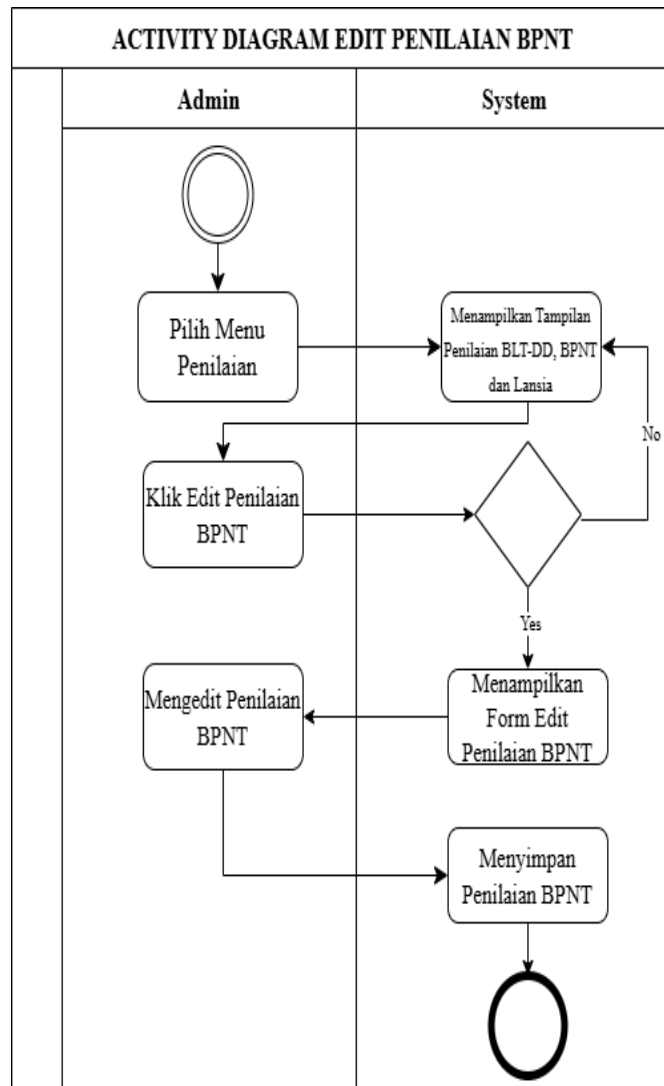 ACTIVITY DIAGRAM EDIT PENILAIAN BPNT
Admin
System
Pilih Menu
Penilaian
Menampilkan Tampilan
Penilaian BLT-DD, BPNT
dan Lansia
No
Klik Edit Penilaian
BPNT
Yes
Menampilkan
Form Edit
Penilaian BPNT
Mengedit Penilaian
BPNT
Menyimpan
Penilaian BPNT